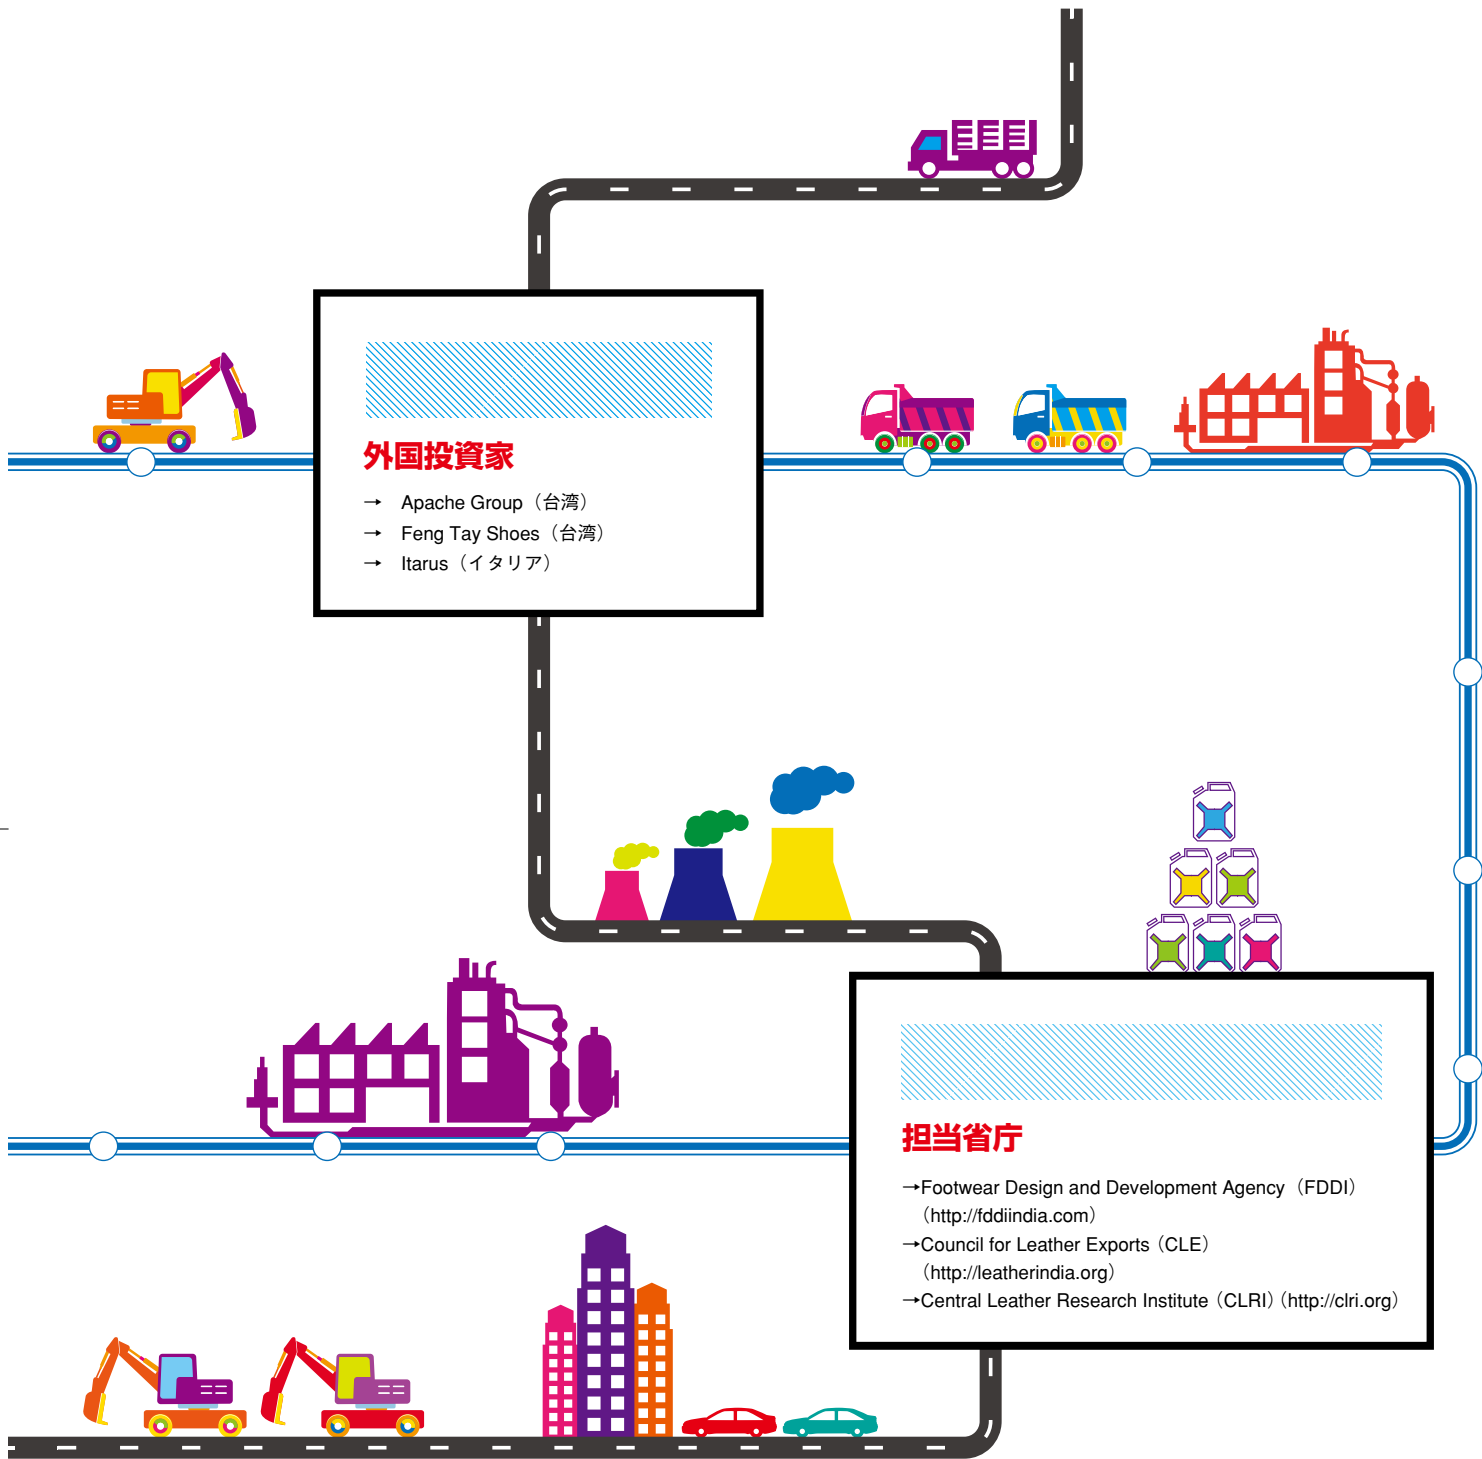 外国投資家
→ Apache Group（台湾）
→ Feng Tay Shoes（台湾）
→ Itarus（イタリア）
担当省庁
→Footwear Design and Development Agency（FDDI）
（http://fddiindia.com）
→Council for Leather Exports（CLE）
（http://leatherindia.org）
→Central Leather Research Institute（CLRI）（http://clri.org）